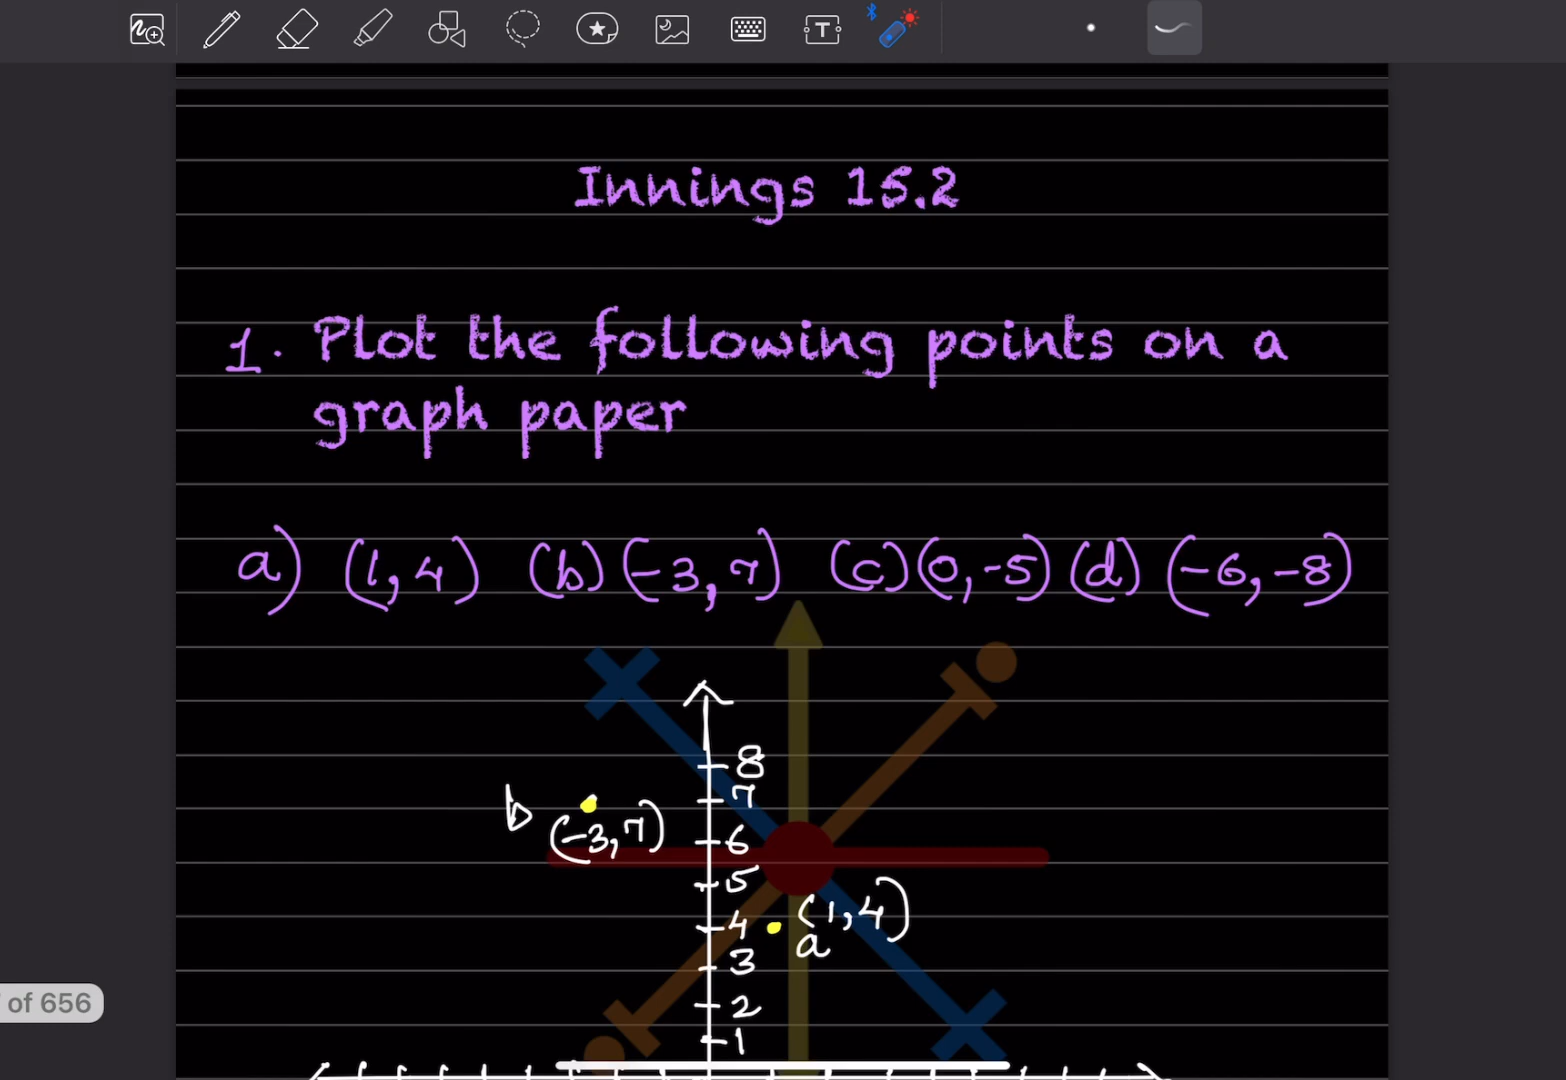 Innings 15.2
1. Plot the following points on a
graph paper
a) (1,4) (b) (-3,7) (c) (0,-5) (d) (-6,-8)
8
b
7
(-3,7)
6
5
(1,4)
4
a
3
of 656
2
1